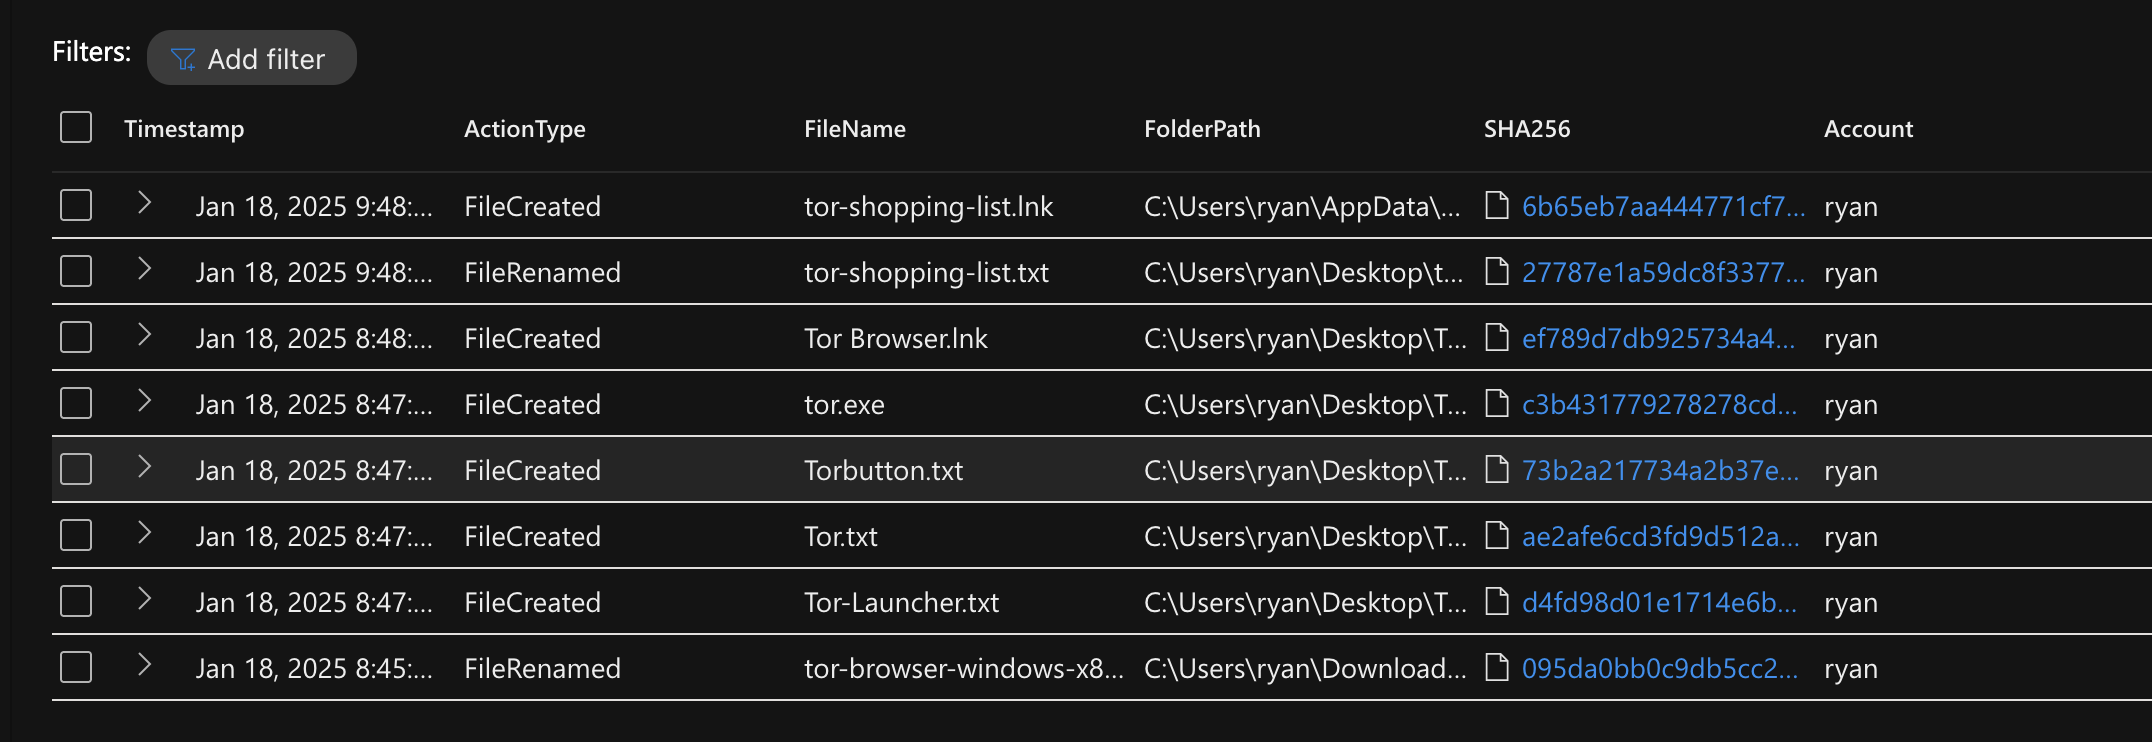 Filters: Add filter
Timestamp ActionType FileName FolderPath SHA256 Account
Jan 18, 2025 9:48:... FileCreated tor-shopping-list.lnk C:\Users\ryan\AppData\... 6b65eb7aa444771cf7... ryan
Jan 18, 2025 9:48:... FileRenamed tor-shopping-list.txt C:\Users\ryan\Desktop\t... 27787e1a59dc8f3377... ryan
Jan 18, 2025 8:48:... FileCreated Tor Browser.lnk C:\Users\ryan\Desktop\T... ef789d7db925734a4... ryan
Jan 18, 2025 8:47:... FileCreated tor.exe C:\Users\ryan\Desktop\T... c3b431779278278cd... ryan
Jan 18, 2025 8:47:... FileCreated Torbutton.txt C:\Users\ryan\Desktop\T... 73b2a217734a2b37e... ryan
Jan 18, 2025 8:47:... FileCreated Tor.txt C:\Users\ryan\Desktop\T... ae2afe6cd3fd9d512a... ryan
Jan 18, 2025 8:47:... FileCreated Tor-Launcher.txt C:\Users\ryan\Desktop\T... d4fd98d01e1714e6b... ryan
Jan 18, 2025 8:45:... FileRenamed tor-browser-windows-x8... C:\Users\ryan\Download... 095da0bb0c9db5cc2... ryan